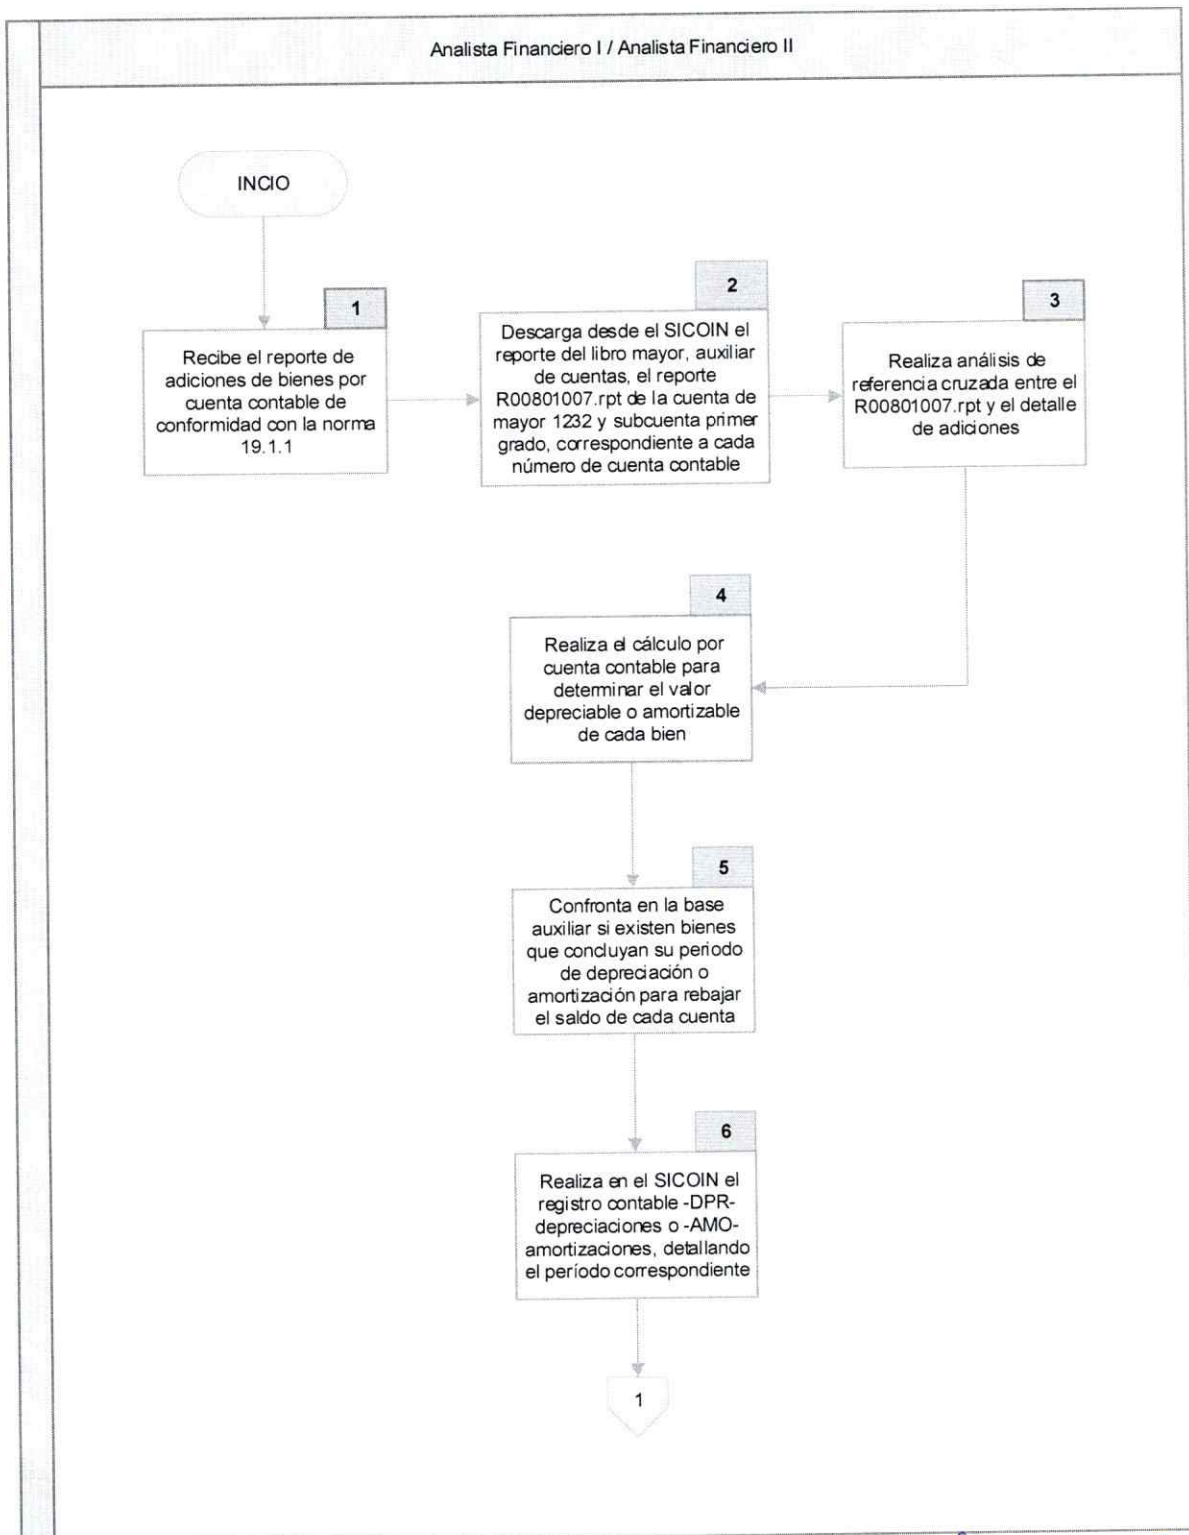 Analista Financiero I / Analista Financiero II
INCIO
1
Recibe el reporte de
adiciones de bienes por
cuenta contable de
conformidad con la norma
19.1.1
2
Descarga desde el SICOIN el
reporte del libro mayor, auxiliar
de cuentas, el reporte
R00801007.rpt de la cuenta de
mayor 1232 y subcuenta primer
grado, correspondiente a cada
número de cuenta contable
3
Realiza análisis de
referencia cruzada entre el
R00801007.rpt y el detalle
de adiciones
4
Realiza el cálculo por
cuenta contable para
determinar el valor
depreciable o amortizable
de cada bien
5
Confronta en la base
auxiliar si existen bienes
que concluyan su periodo
de depreciación o
amortización para rebajar
el saldo de cada cuenta
6
Realiza en el SICOIN el
registro contable -DPR-
depreciaciones o -AMO-
amortizaciones, detallando
el período correspondiente
1